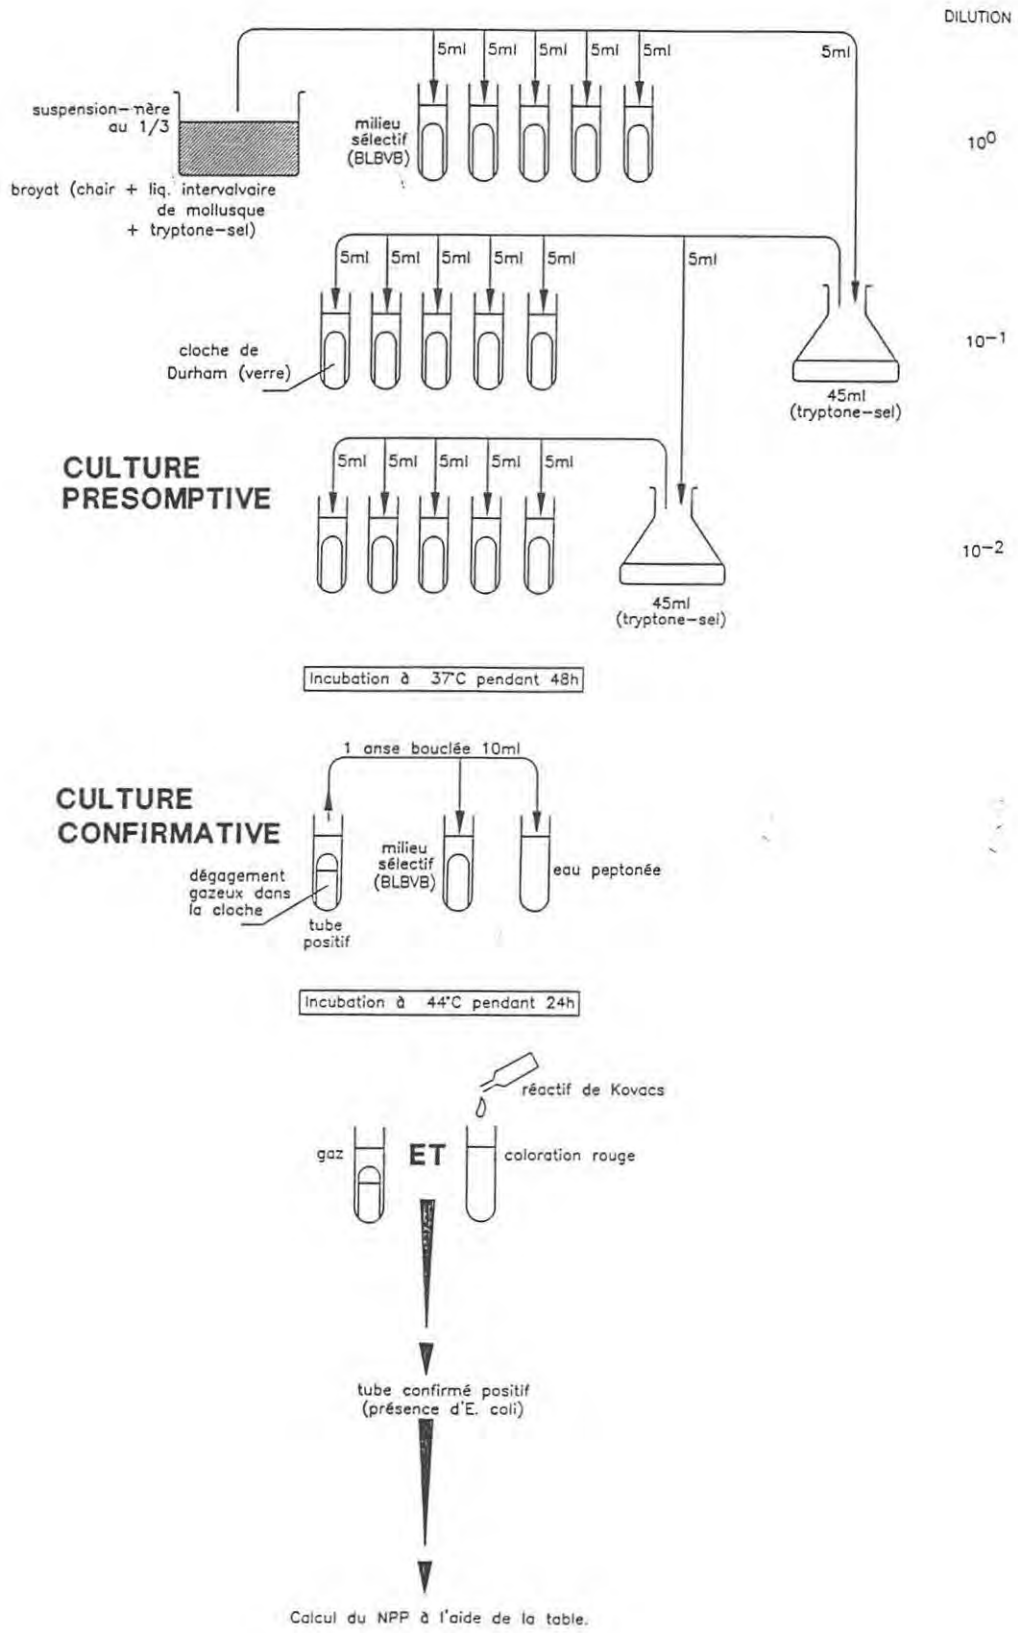 DILUTION
5ml 5ml 5ml 5ml 5ml 5ml
suspension-mère
au 1/3
milieu
sélectif
(BLBVB)
10⁰
broyat (chair + liq. intervalvaire
de mollusque
+ tryptone-sel)
5ml 5ml 5ml 5ml 5ml 5ml
cloche de
Durham (verre)
10⁻¹
45ml
(tryptone-sel)
CULTURE
PRESOMPTIVE
5ml 5ml 5ml 5ml 5ml
10⁻²
45ml
(tryptone-sel)
Incubation à 37°C pendant 48h
1 anse bouclée 10ml
CULTURE
CONFIRMATIVE
milieu
sélectif
(BLBVB)
eau peptonée
dégagement
gazeux dans
la cloche
tube
positif
Incubation à 44°C pendant 24h
réactif de Kovacs
gaz ET coloration rouge
tube confirmé positif
(présence d'E. coli)
Calcul du NPP à l'aide de la table.